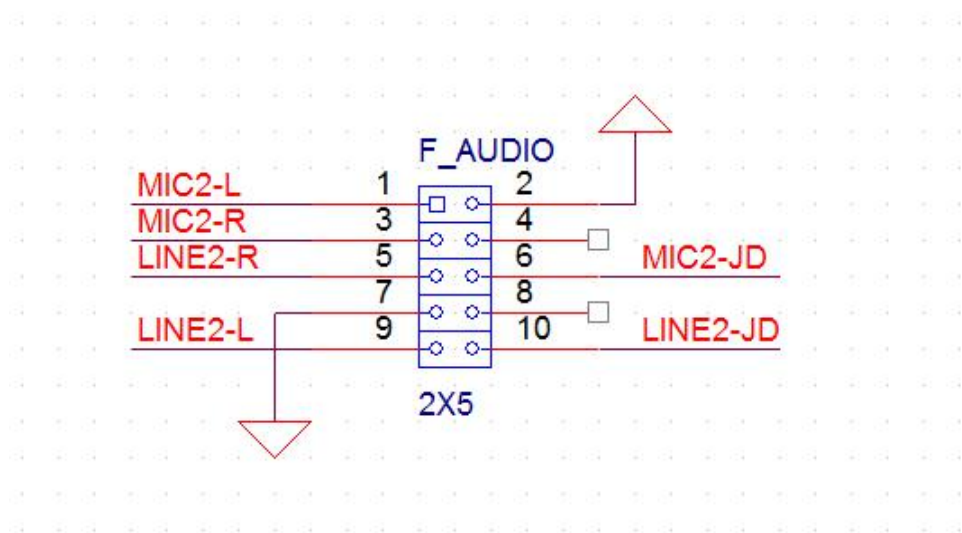 F_AUDIO
MIC2-L 1 2
MIC2-R 3 4
LINE2-R 5 6 MIC2-JD
7 8
LINE2-L 9 10 LINE2-JD
2X5